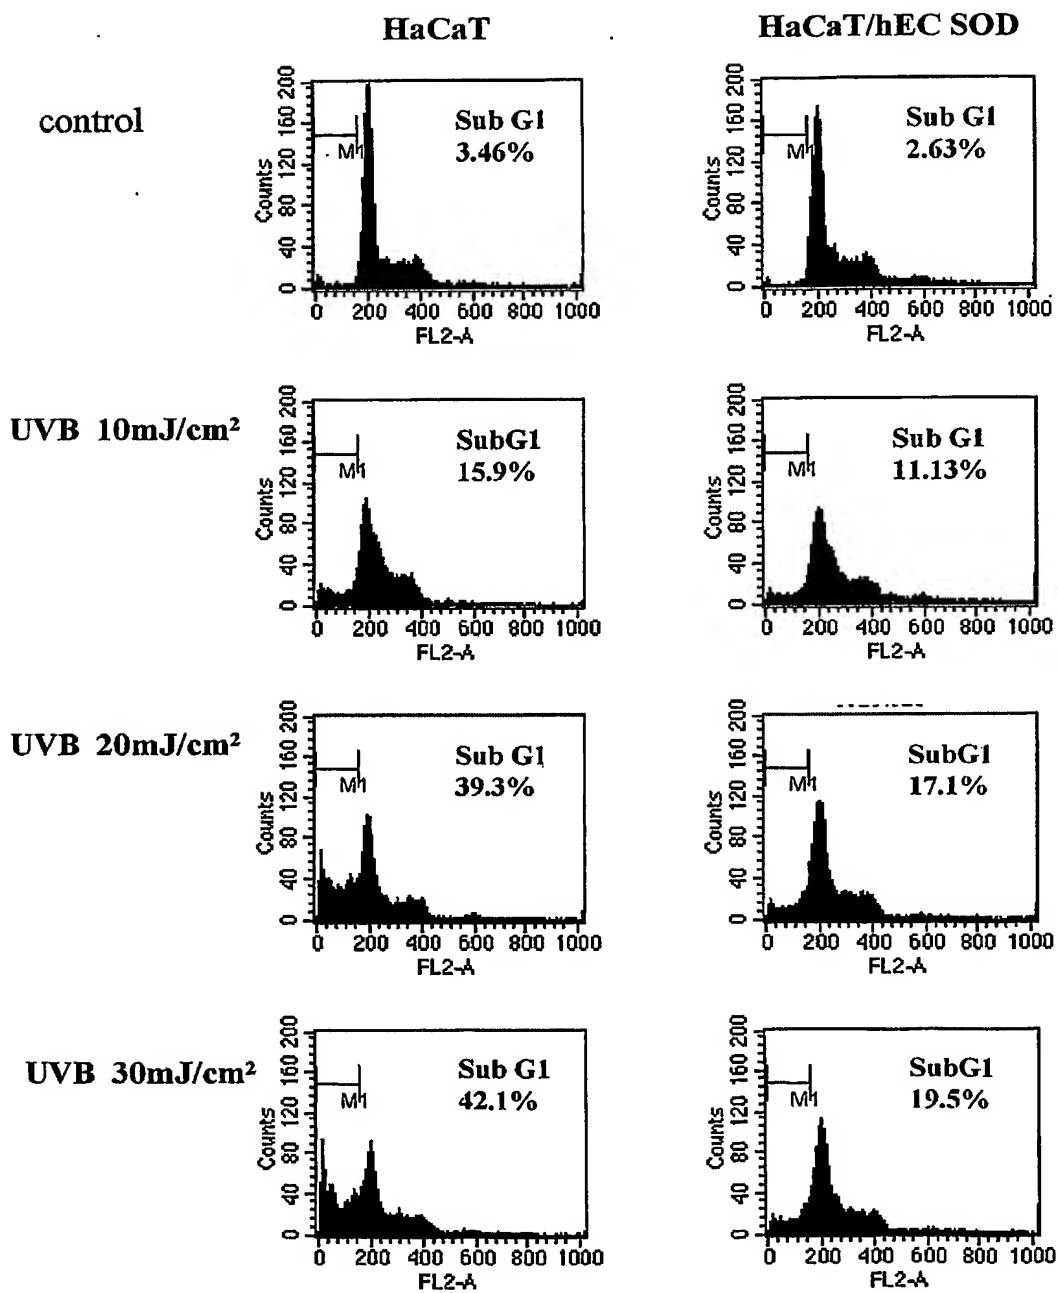 HaCaT
HaCaT/hEC SOD
control
Sub G1
3.46%
M1
Counts
0 40 80 120 160 200
0 200 400 600 800 1000
FL2-A
Sub G1
2.63%
M1
Counts
0 40 80 120 160 200
0 200 400 600 800 1000
FL2-A
UVB 10mJ/cm²
SubG1
15.9%
M1
Counts
0 40 80 120 160 200
0 200 400 600 800 1000
FL2-A
Sub G1
11.13%
M1
Counts
0 40 80 120 160 200
0 200 400 600 800 1000
FL2-A
UVB 20mJ/cm²
Sub G1
39.3%
M1
Counts
0 40 80 120 160 200
0 200 400 600 800 1000
FL2-A
SubG1
17.1%
M1
Counts
0 40 80 120 160 200
0 200 400 600 800 1000
FL2-A
UVB 30mJ/cm²
Sub G1
42.1%
M1
Counts
0 40 80 120 160 200
0 200 400 600 800 1000
FL2-A
SubG1
19.5%
M1
Counts
0 40 80 120 160 200
0 200 400 600 800 1000
FL2-A